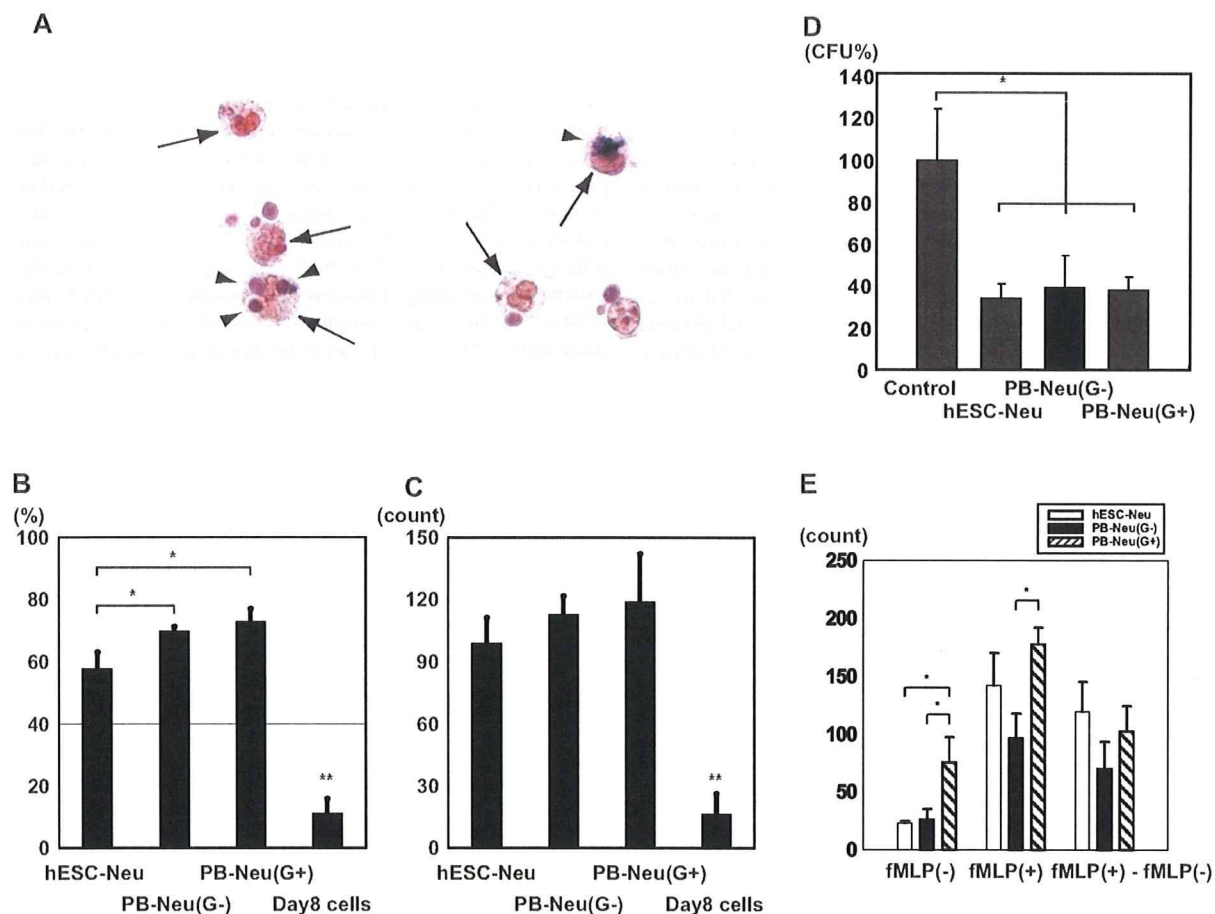 A
D
(CFU%)
140
120
100
80
60
40
20
0
*
Control
PB-Neu(G-)
hESC-Neu
PB-Neu(G+)
B
(%)
100
80
60
40
20
0
*
*
**
hESC-Neu
PB-Neu(G+)
PB-Neu(G-)
Day8 cells
C
(count)
150
120
90
60
30
0
**
hESC-Neu
PB-Neu(G+)
PB-Neu(G-)
Day8 cells
E
hESC-Neu
PB-Neu(G-)
PB-Neu(G+)
(count)
250
200
150
100
50
0
*
*
*
fMLP(-)
fMLP(+)
fMLP(+) - fMLP(-)